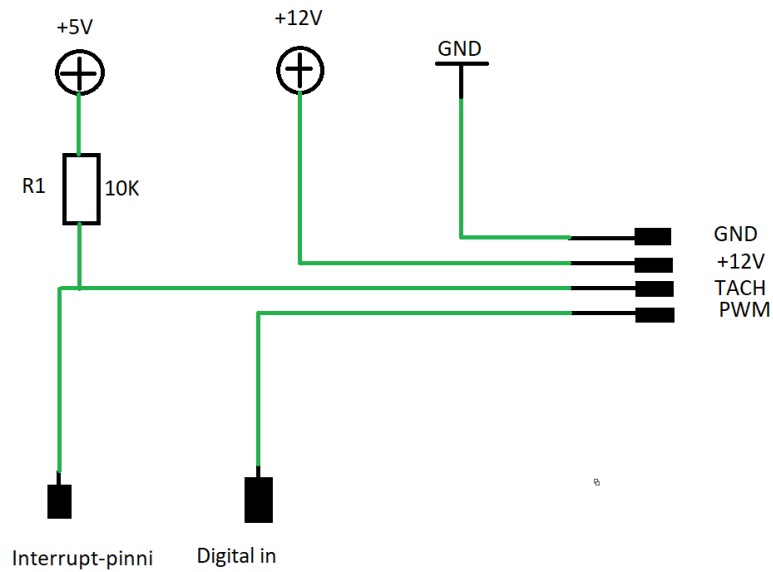 +5V
+12V
GND
R1
10K
GND
+12V
TACH
PWM
Interrupt-pinni
Digital in